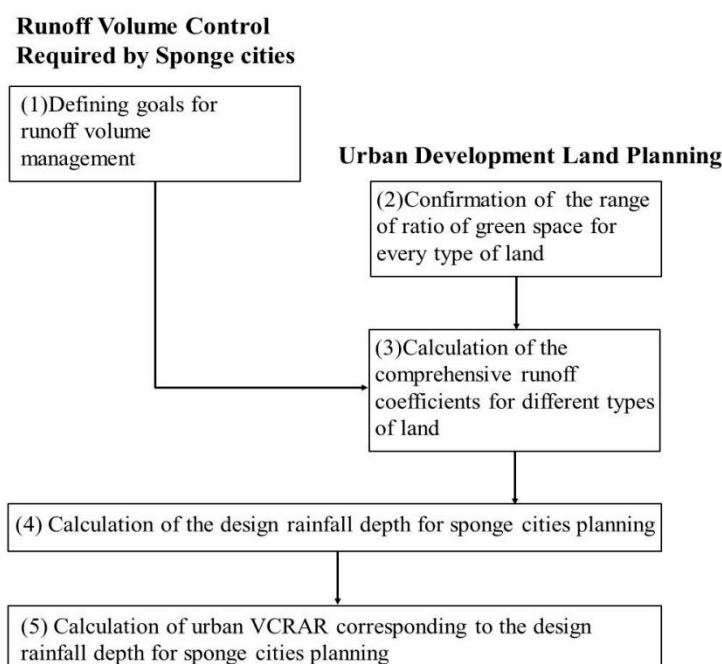 Runoff Volume Control
Required by Sponge cities
(1)Defining goals for
runoff volume
management
Urban Development Land Planning
(2)Confirmation of the range
of ratio of green space for
every type of land
(3)Calculation of the
comprehensive runoff
coefficients for different types
of land
(4) Calculation of the design rainfall depth for sponge cities planning
(5) Calculation of urban VCRAR corresponding to the design
rainfall depth for sponge cities planning